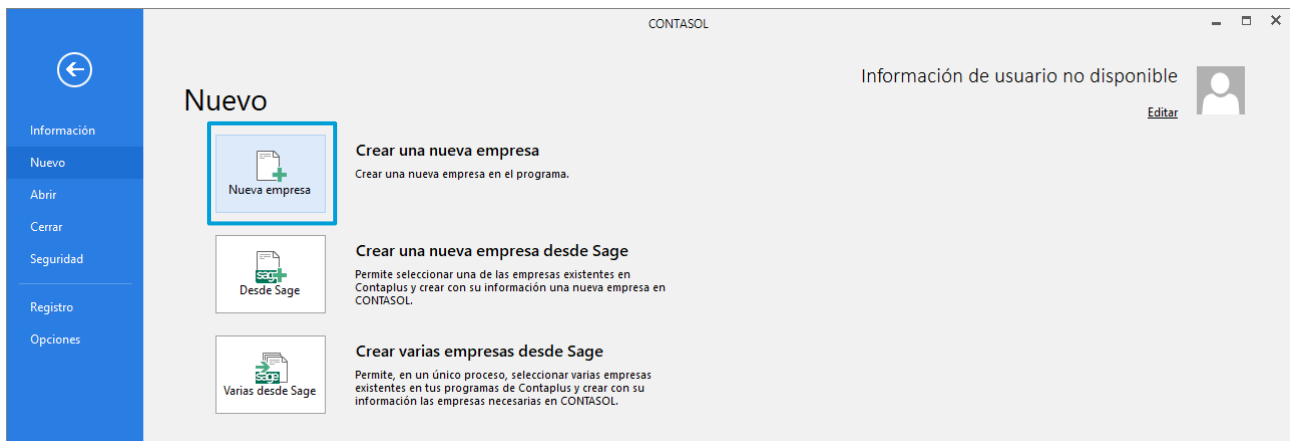 CONTASOL
Información de usuario no disponible
Editar
Nuevo
Información
Nuevo
Abrir
Cerrar
Seguridad
Registro
Opciones
Nueva empresa
Crear una nueva empresa
Crear una nueva empresa en el programa.
sage
Desde Sage
Crear una nueva empresa desde Sage
Permite seleccionar una de las empresas existentes en
Contaplus y crear con su información una nueva empresa en
CONTASOL.
sage
Varias desde Sage
Crear varias empresas desde Sage
Permite, en un único proceso, seleccionar varias empresas
existentes en tus programas de Contaplus y crear con su
información las empresas necesarias en CONTASOL.